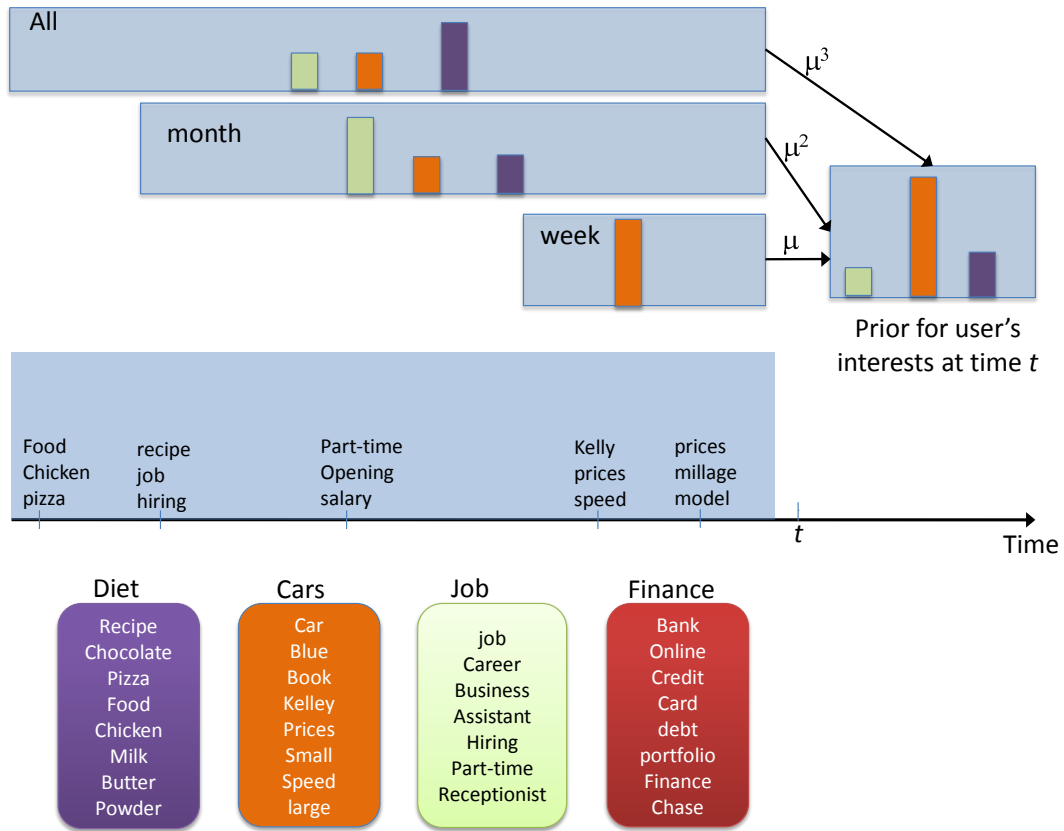 All
μ³
month
μ²
week
μ
Prior for user's
interests at time t
Food
Chicken
pizza
recipe
job
hiring
Part-time
Opening
salary
Kelly
prices
speed
prices
millage
model
t
Time
Diet
Recipe
Chocolate
Pizza
Food
Chicken
Milk
Butter
Powder
Cars
Car
Blue
Book
Kelley
Prices
Small
Speed
large
Job
job
Career
Business
Assistant
Hiring
Part-time
Receptionist
Finance
Bank
Online
Credit
Card
debt
portfolio
Finance
Chase